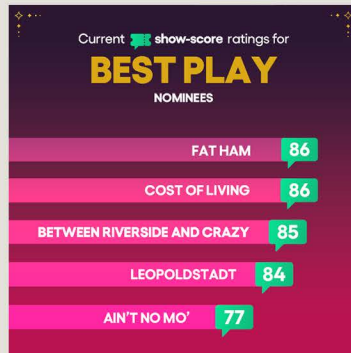 Current show-score ratings for
BEST PLAY
NOMINEES
FAT HAM 86
COST OF LIVING 86
BETWEEN RIVERSIDE AND CRAZY 85
LEOPOLDSTADT 84
AIN'T NO MO' 77